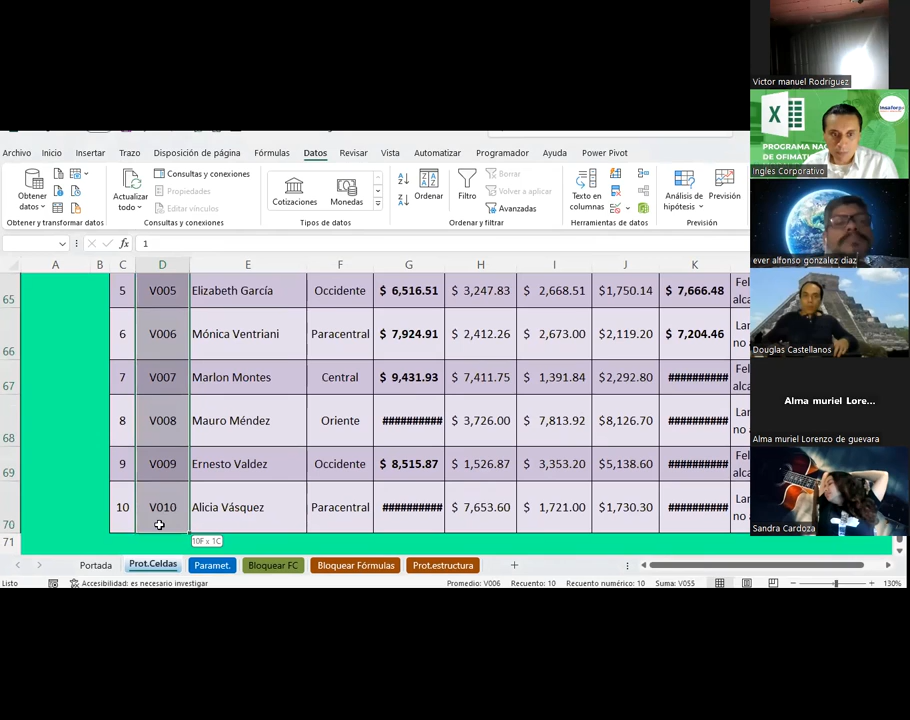 Archivo Inicio Insertar Trazo Disposición de página Fórmulas Datos Revisar Vista Automatizar Programador Ayuda Power Pivot
Obtener datos
Actualizar todo
Consultas y conexiones
Propiedades
Editar vínculos
Cotizaciones
Monedas
Ordenar
Filtro
Borrar
Volver a aplicar
Avanzadas
Texto en columnas
Análisis de hipótesis
Previsión
Obtener y transformar datos
Consultas y conexiones
Tipos de datos
Ordenar y filtrar
Herramientas de datos
Previsión
fx 1
A B C D E F G H I J K
65 5 V005 Elizabeth García Occidente $ 6,516.51 $ 3,247.83 $ 2,668.51 $1,750.14 $ 7,666.48
66 6 V006 Mónica Ventriani Paracentral $ 7,924.91 $ 2,412.26 $ 2,673.00 $2,119.20 $ 7,204.46
67 7 V007 Marlon Montes Central $ 9,431.93 $ 7,411.75 $ 1,391.84 $2,292.80 ##########
68 8 V008 Mauro Méndez Oriente ########## $ 3,726.00 $ 7,813.92 $8,126.70 ##########
69 9 V009 Ernesto Valdez Occidente $ 8,515.87 $ 1,526.87 $ 3,353.20 $5,138.60 ##########
70 10 V010 Alicia Vásquez Paracentral ########## $ 7,653.60 $ 1,721.00 $1,730.30 ##########
71
10F x 1C
Portada Prot.Celdas Paramet. Bloquear FC Bloquear Fórmulas Prot.estructura
Listo Accesibilidad: es necesario investigar Promedio: V006 Recuento: 10 Recuento numérico: 10 Suma: V055 130%
Victor manuel Rodríguez
PROGRAMA NA
DE OFIMÁTI
Insaforp
Ingles Corporativo
ever alfonso gonzalez diaz
Douglas Castellanos
Alma muriel Lore...
Alma muriel Lorenzo de guevara
Sandra Cardoza